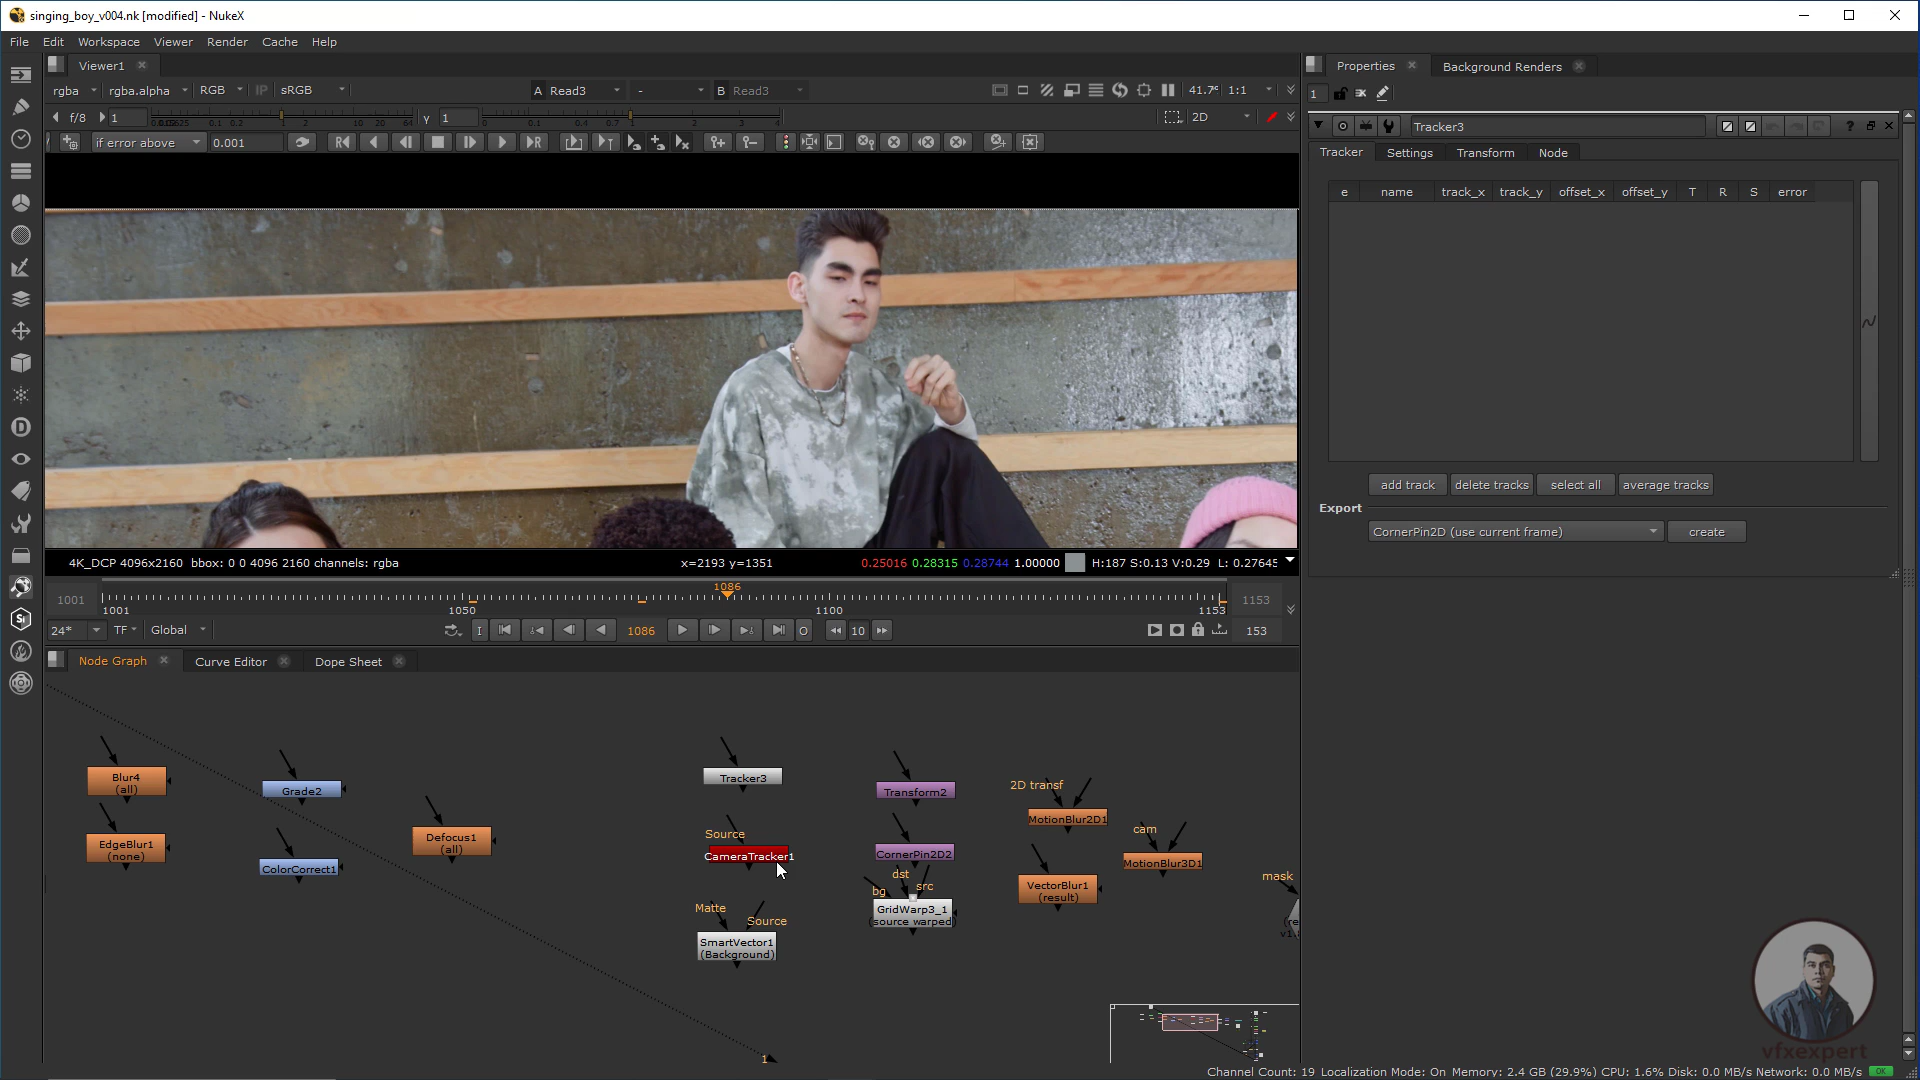 singing_boy_v004.nk [modified] - NukeX
File Edit Workspace Viewer Render Cache Help
Viewer1
Properties
Background Renders
rgba rgba.alpha RGB IP sRGB A Read3 - B Read3 41.7% 1:1
1
f/8 1 y 1 2D
Tracker3
if error above 0.001
Tracker Settings Transform Node
e name track_x track_y offset_x offset_y T R S error
add track delete tracks select all average tracks
Export
CornerPin2D (use current frame) create
4K_DCP 4096x2160 bbox: 0 0 4096 2160 channels: rgba x=2193 y=1351 0.25016 0.28315 0.28744 1.00000 H:187 S:0.13 V:0.29 L: 0.27645
1086
1001 1001 1050 1100 1153 1153
24* TF Global 1086 10 153
Node Graph Curve Editor Dope Sheet
Blur4
(all)
Grade2
EdgeBlur1
(none)
ColorCorrect1
Defocus1
(all)
Tracker3
Source
CameraTracker1
Matte
Source
SmartVector1
(Background)
Transform2
CornerPin2D2
dst
src
bg
GridWarp3_1
(source warped)
2D transf
MotionBlur2D1
cam
MotionBlur3D1
VectorBlur1
(result)
mask
1
vfxexpert
Channel Count: 19 Localization Mode: On Memory: 2.4 GB (29.9%) CPU: 1.6% Disk: 0.0 MB/s Network: 0.0 MB/s OK